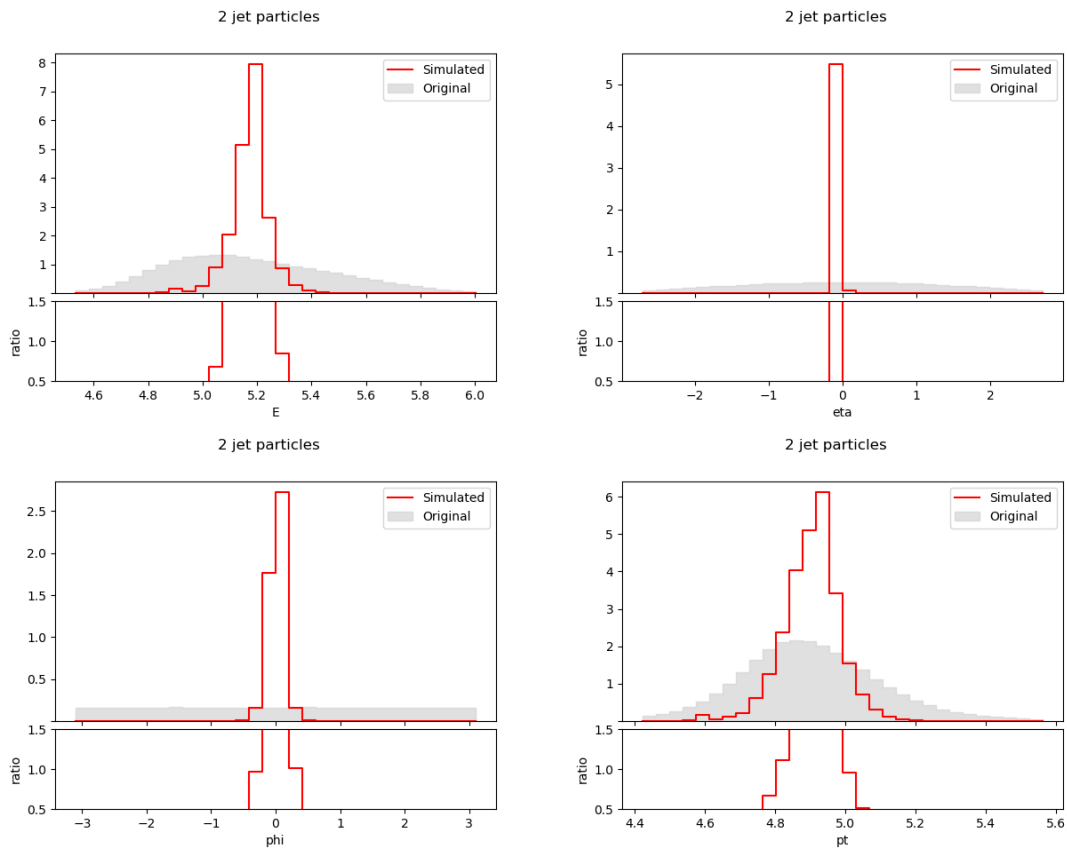 2 jet particles
Simulated
Original
8
7
6
5
4
3
2
1
1.5
1.0
0.5
ratio
4.6 4.8 5.0 5.2 5.4 5.6 5.8 6.0
E
2 jet particles
Simulated
Original
5
4
3
2
1
1.5
1.0
0.5
ratio
−2 −1 0 1 2
eta
2 jet particles
Simulated
Original
2.5
2.0
1.5
1.0
0.5
1.5
1.0
0.5
ratio
−3 −2 −1 0 1 2 3
phi
2 jet particles
Simulated
Original
6
5
4
3
2
1
1.5
1.0
0.5
ratio
4.4 4.6 4.8 5.0 5.2 5.4 5.6
pt